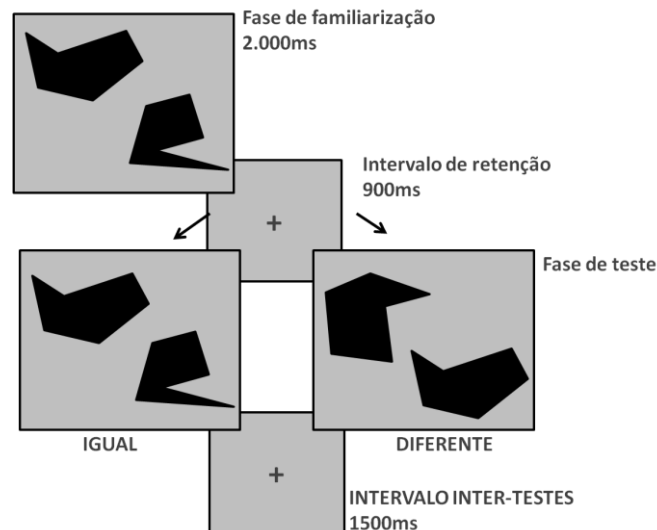 Fase de familiarização
2.000ms
Intervalo de retenção
900ms
+
Fase de teste
IGUAL
DIFERENTE
+
INTERVALO INTER-TESTES
1500ms